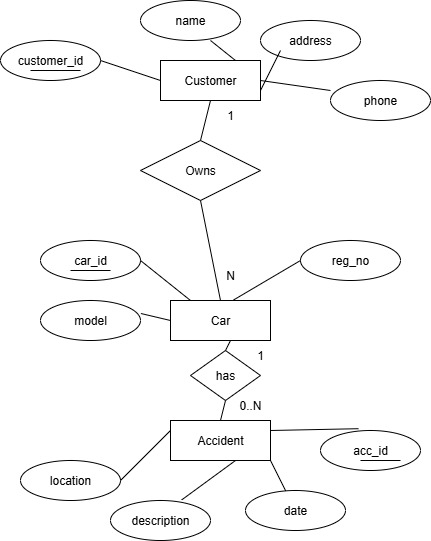 name
address
customer_id
Customer
phone
1
Owns
N
car_id
reg_no
model
Car
1
has
0..N
Accident
acc_id
location
description
date